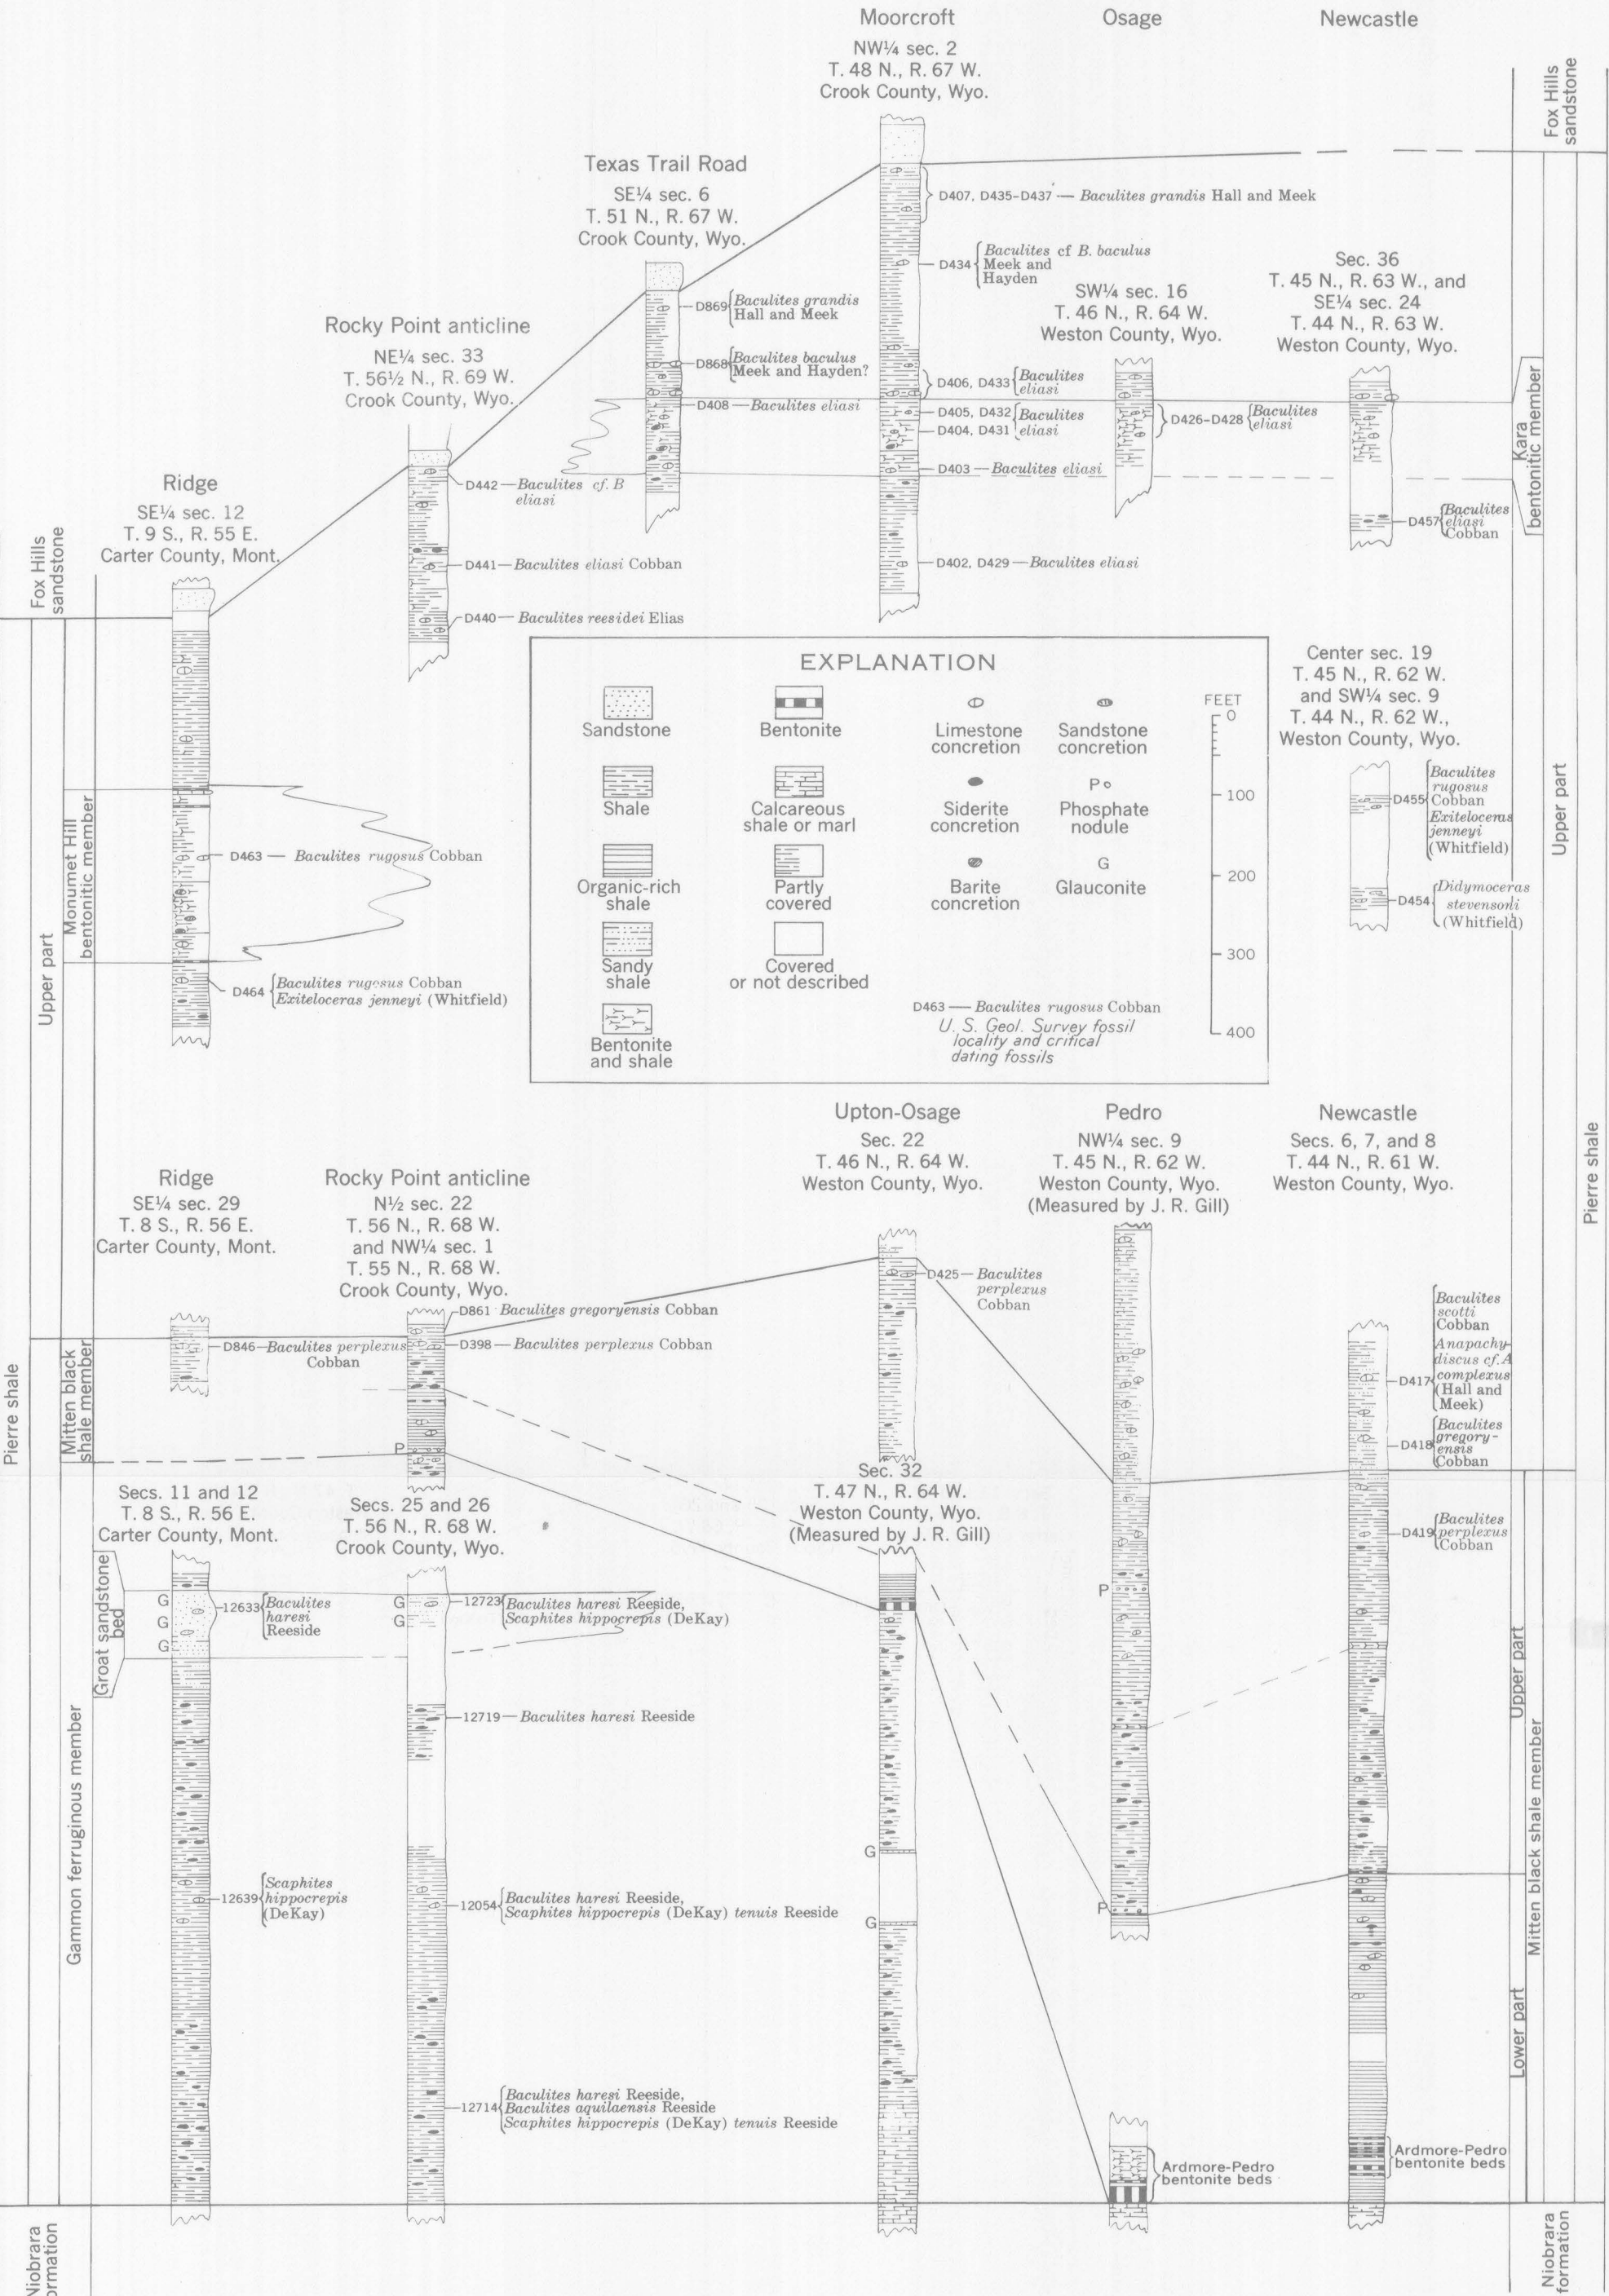 Moorcroft
NW¼ sec. 2
T. 48 N., R. 67 W.
Crook County, Wyo.
Osage
Newcastle
Fox Hills
sandstone
D407, D435-D437 — Baculites grandis Hall and Meek
D434
Baculites cf B. baculus
Meek and
Hayden
D406, D433
Baculites
eliasi
D405, D432
D404, D431
Baculites
eliasi
D403 — Baculites eliasi
D402, D429 — Baculites eliasi
Texas Trail Road
SE¼ sec. 6
T. 51 N., R. 67 W.
Crook County, Wyo.
D869
Baculites grandis
Hall and Meek
D868
Baculites baculus
Meek and Hayden?
D408 — Baculites eliasi
Rocky Point anticline
NE¼ sec. 33
T. 56½ N., R. 69 W.
Crook County, Wyo.
D442 — Baculites cf. B
eliasi
D441 — Baculites eliasi Cobban
D440 — Baculites reesidei Elias
SW¼ sec. 16
T. 46 N., R. 64 W.
Weston County, Wyo.
D426-D428
Baculites
eliasi
Sec. 36
T. 45 N., R. 63 W., and
SE¼ sec. 24
T. 44 N., R. 63 W.
Weston County, Wyo.
D457
Baculites
eliasi
Cobban
Kara
bentonitic member
Ridge
SE¼ sec. 12
T. 9 S., R. 55 E.
Carter County, Mont.
Fox Hills
sandstone
Monumet Hill
bentonitic member
Upper part
D463 — Baculites rugosus Cobban
D464
Baculites rugosus Cobban
Exiteloceras jenneyi (Whitfield)
EXPLANATION
Sandstone
Bentonite
Limestone
concretion
Sandstone
concretion
Shale
Calcareous
shale or marl
Siderite
concretion
P
Phosphate
nodule
Organic-rich
shale
Partly
covered
Barite
concretion
G
Glauconite
Sandy
shale
Covered
or not described
Bentonite
and shale
D463 — Baculites rugosus Cobban
U. S. Geol. Survey fossil
locality and critical
dating fossils
FEET
0
100
200
300
400
Center sec. 19
T. 45 N., R. 62 W.
and SW¼ sec. 9
T. 44 N., R. 62 W.,
Weston County, Wyo.
D455
Baculites
rugosus
Cobban
Exiteloceras
jenneyi
(Whitfield)
D454
Didymoceras
stevensoni
(Whitfield)
Upper part
Pierre shale
Ridge
SE¼ sec. 29
T. 8 S., R. 56 E.
Carter County, Mont.
D846 — Baculites perplexus
Cobban
Rocky Point anticline
N½ sec. 22
T. 56 N., R. 68 W.
and NW¼ sec. 1
T. 55 N., R. 68 W.
Crook County, Wyo.
D861 Baculites gregoryensis Cobban
D398 — Baculites perplexus Cobban
P
Upton-Osage
Sec. 22
T. 46 N., R. 64 W.
Weston County, Wyo.
D425 — Baculites
perplexus
Cobban
Pedro
NW¼ sec. 9
T. 45 N., R. 62 W.
Weston County, Wyo.
(Measured by J. R. Gill)
P
P
Newcastle
Secs. 6, 7, and 8
T. 44 N., R. 61 W.
Weston County, Wyo.
Baculites
scotti
Cobban
Anapachy-
discus cf. A
D417
complexus
(Hall and
Meek)
D418
Baculites
gregory-
ensis
Cobban
D419
Baculites
perplexus
Cobban
Pierre shale
Mitten black
shale member
Secs. 11 and 12
T. 8 S., R. 56 E.
Carter County, Mont.
Groat sandstone
bed
G
G
G
12633
Baculites
haresi
Reeside
12639
Scaphites
hippocrepis
(DeKay)
Gammon ferruginous member
Secs. 25 and 26
T. 56 N., R. 68 W.
Crook County, Wyo.
G
G
12723
Baculites haresi Reeside,
Scaphites hippocrepis (DeKay)
12719 — Baculites haresi Reeside
12054
Baculites haresi Reeside,
Scaphites hippocrepis (DeKay) tenuis Reeside
12714
Baculites haresi Reeside,
Baculites aquilaensis Reeside
Scaphites hippocrepis (DeKay) tenuis Reeside
Sec. 32
T. 47 N., R. 64 W.
Weston County, Wyo.
(Measured by J. R. Gill)
G
G
Ardmore-Pedro
bentonite beds
Ardmore-Pedro
bentonite beds
Upper part
Lower part
Mitten black shale member
Niobrara
formation
Niobrara
formation